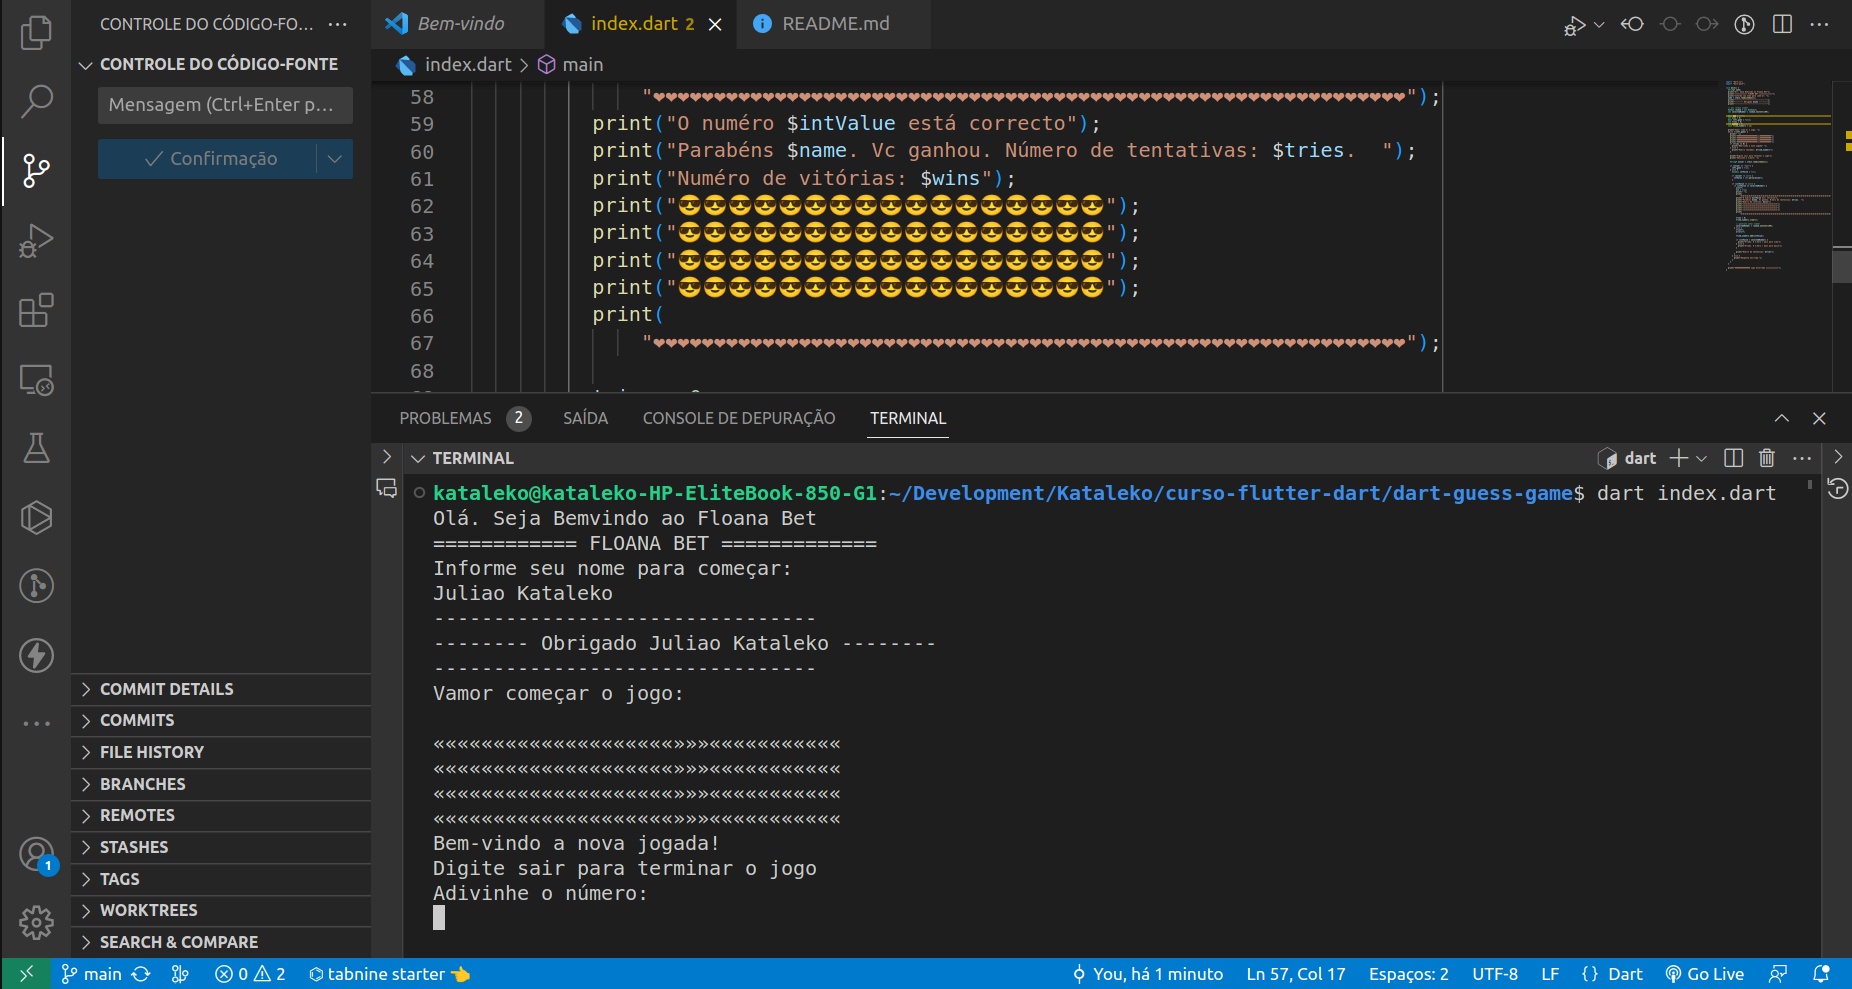 CONTROLE DO CÓDIGO-FO... ···
CONTROLE DO CÓDIGO-FONTE
Mensagem (Ctrl+Enter p...
Confirmação
COMMIT DETAILS
COMMITS
FILE HISTORY
BRANCHES
REMOTES
STASHES
TAGS
WORKTREES
SEARCH & COMPARE
1
Bem-vindo
index.dart 2
README.md
index.dart > main
58 "❤❤❤❤❤❤❤❤❤❤❤❤❤❤❤❤❤❤❤❤❤❤❤❤❤❤❤❤❤❤❤❤❤❤❤❤❤❤❤❤❤❤❤❤❤❤❤❤❤❤❤❤❤❤❤❤❤❤❤❤❤❤");
59 print("O numéro $intValue está correcto");
60 print("Parabéns $name. Vc ganhou. Número de tentativas: $tries.  ");
61 print("Numéro de vitórias: $wins");
62 print("😎😎😎😎😎😎😎😎😎😎😎😎😎😎😎😎😎");
63 print("😎😎😎😎😎😎😎😎😎😎😎😎😎😎😎😎😎");
64 print("😎😎😎😎😎😎😎😎😎😎😎😎😎😎😎😎😎");
65 print("😎😎😎😎😎😎😎😎😎😎😎😎😎😎😎😎😎");
66 print(
67 "❤❤❤❤❤❤❤❤❤❤❤❤❤❤❤❤❤❤❤❤❤❤❤❤❤❤❤❤❤❤❤❤❤❤❤❤❤❤❤❤❤❤❤❤❤❤❤❤❤❤❤❤❤❤❤❤❤❤❤❤❤❤");
68
PROBLEMAS 2 SAÍDA CONSOLE DE DEPURAÇÃO TERMINAL
TERMINAL
dart
kataleko@kataleko-HP-EliteBook-850-G1:~/Development/Kataleko/curso-flutter-dart/dart-guess-game$ dart index.dart
Olá. Seja Bemvindo ao Floana Bet
============ FLOANA BET =============
Informe seu nome para começar:
Juliao Kataleko
--------------------------------
-------- Obrigado Juliao Kataleko --------
--------------------------------
Vamor começar o jogo:
««««««««««««««««««««»»»«««««««««««
««««««««««««««««««««»»»«««««««««««
««««««««««««««««««««»»»«««««««««««
««««««««««««««««««««»»»«««««««««««
Bem-vindo a nova jogada!
Digite sair para terminar o jogo
Adivinhe o número:
main 0 2 tabnine starter 👈 You, há 1 minuto Ln 57, Col 17 Espaços: 2 UTF-8 LF {} Dart Go Live